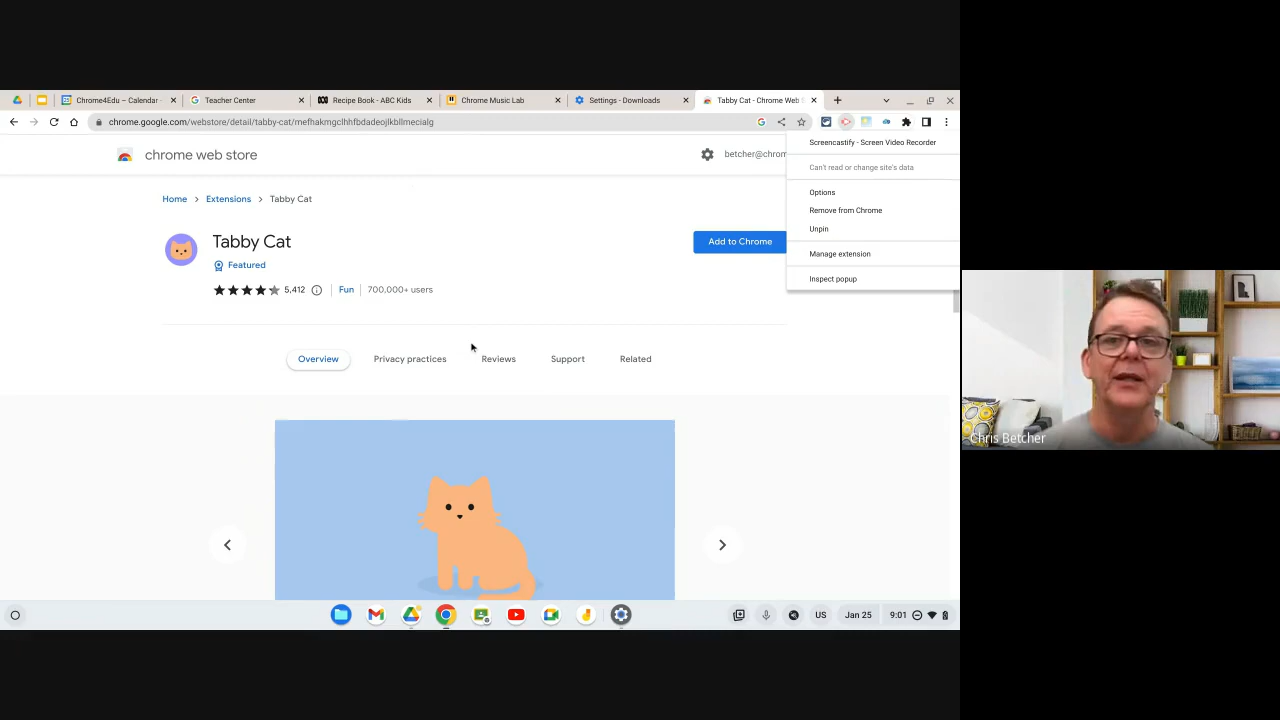 Chrome4Edu – Calendar
Teacher Center
Recipe Book - ABC Kids
Chrome Music Lab
Settings - Downloads
Tabby Cat - Chrome Web
chrome.google.com/webstore/detail/tabby-cat/mefhakmgclhhfbdadeojlkbllmecialg
Screencastify - Screen Video Recorder
Can't read or change site's data
Options
Remove from Chrome
Unpin
Manage extension
Inspect popup
chrome web store
betcher@chrom
Home > Extensions > Tabby Cat
Tabby Cat
Featured
5,412
Fun
700,000+ users
Add to Chrome
Overview
Privacy practices
Reviews
Support
Related
Chris Betcher
US
Jan 25
9:01